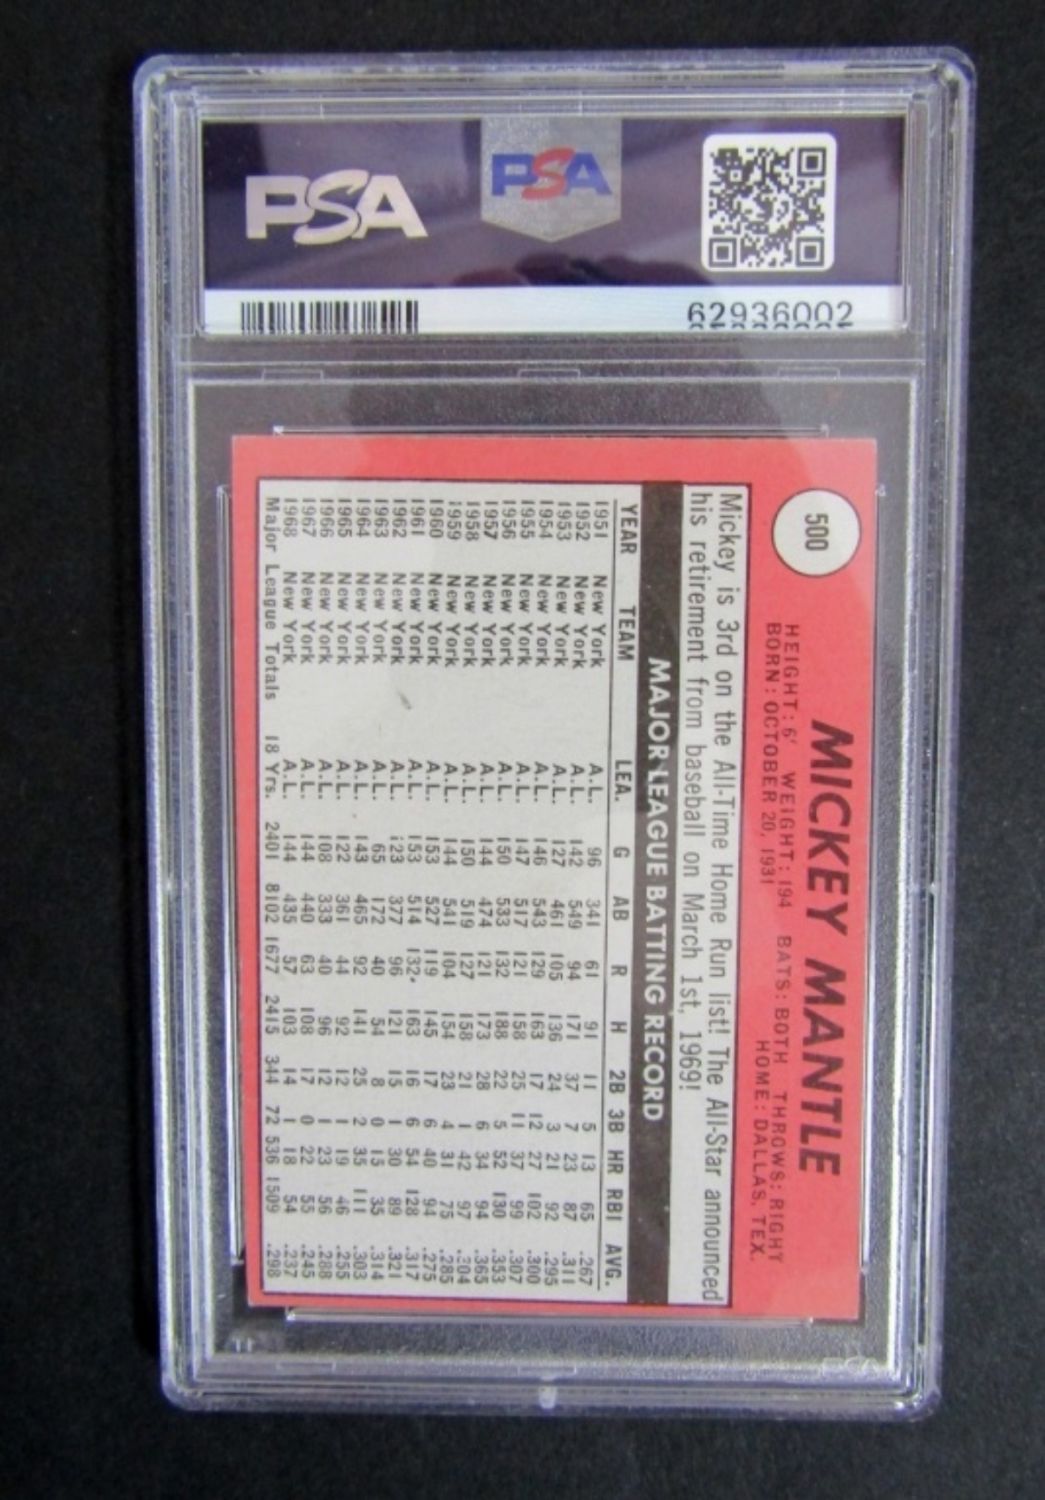 PSA
PSA
62936002
500
MICKEY MANTLE
HEIGHT: 6' WEIGHT: 194 BATS: BOTH THROWS: RIGHT
BORN: OCTOBER 20, 1931 HOME: DALLAS, TEX.
Mickey is 3rd on the All-Time Home Run list! The All-Star announced
his retirement from baseball on March 1st, 1969!
MAJOR LEAGUE BATTING RECORD
YEAR TEAM LEA. G AB R H 2B 3B HR RBI AVG.
1951 New York A.L. 96 341 61 91 11 5 13 65 .267
1952 New York A.L. 142 549 94 171 37 7 23 87 .311
1953 New York A.L. 127 461 105 136 24 3 21 92 .295
1954 New York A.L. 146 543 129 163 17 12 27 102 .300
1955 New York A.L. 147 517 121 158 25 11 37 99 .307
1956 New York A.L. 150 533 132 188 22 5 52 130 .353
1957 New York A.L. 144 474 121 173 28 6 34 94 .365
1958 New York A.L. 150 519 127 158 21 1 42 97 .304
1959 New York A.L. 144 541 104 154 23 4 31 75 .285
1960 New York A.L. 153 527 119 145 17 6 40 94 .275
1961 New York A.L. 153 514 132 163 16 6 54 128 .317
1962 New York A.L. 123 377 96 121 15 1 30 89 .321
1963 New York A.L. 65 172 40 54 8 0 15 35 .314
1964 New York A.L. 143 465 92 141 25 2 35 111 .303
1965 New York A.L. 122 361 44 92 12 1 19 46 .255
1966 New York A.L. 108 333 40 96 12 1 23 56 .288
1967 New York A.L. 144 440 63 108 17 0 22 55 .245
1968 New York A.L. 144 435 57 103 14 1 18 54 .237
Major League Totals 18 Yrs. 2401 8102 1677 2415 344 72 536 1509 .298